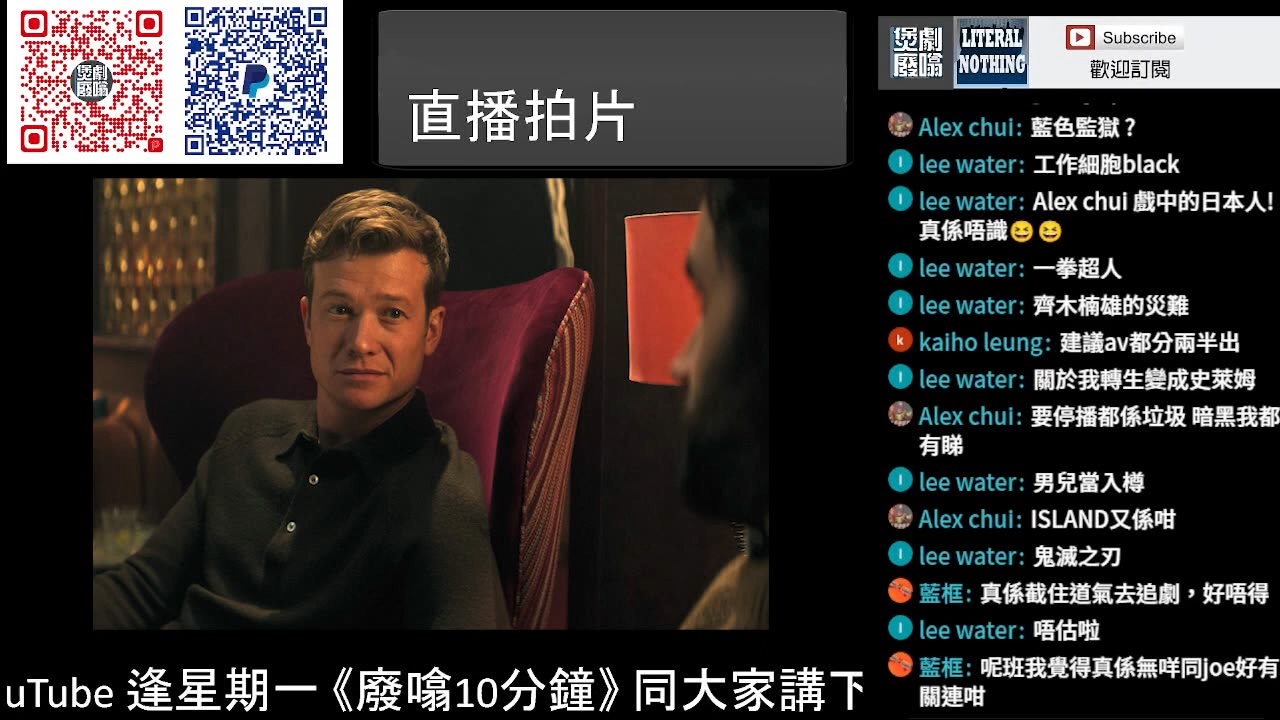 煲劇
廢噏
P
直播拍片
煲劇
廢噏
LITERAL
NOTHING
Subscribe
歡迎訂閱
Alex chui: 藍色監獄？
lee water: 工作細胞black
lee water: Alex chui 戲中的日本人!
真係唔識😆 😆
lee water: 一拳超人
lee water: 齊木楠雄的災難
k kaiho leung: 建議av都分兩半出
lee water: 關於我轉生變成史萊姆
Alex chui: 要停播都係垃圾 暗黑我都
有睇
lee water: 男兒當入樽
Alex chui: ISLAND又係咁
lee water: 鬼滅之刃
藍框: 真係截住道氣去追劇，好唔得
lee water: 唔估啦
藍框: 呢班我覺得真係無咩同joe好有
關連咁
uTube 逢星期一《廢噏10分鐘》同大家講下